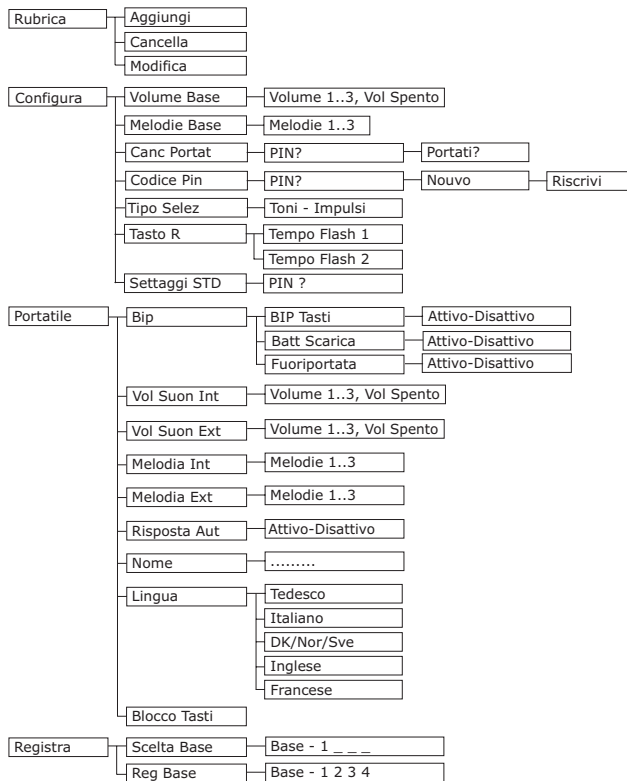 Rubrica Aggiungi
Cancella
Modifica
Configura Volume Base Volume 1..3, Vol Spento
Melodie Base Melodie 1..3
Canc Portat PIN? Portati?
Codice Pin PIN? Nouvo Riscrivi
Tipo Selez Toni - Impulsi
Tasto R Tempo Flash 1
Tempo Flash 2
Settaggi STD PIN ?
Portatile Bip BIP Tasti Attivo-Disattivo
Batt Scarica Attivo-Disattivo
Fuoriportata Attivo-Disattivo
Vol Suon Int Volume 1..3, Vol Spento
Vol Suon Ext Volume 1..3, Vol Spento
Melodia Int Melodie 1..3
Melodia Ext Melodie 1..3
Risposta Aut Attivo-Disattivo
Nome .........
Lingua Tedesco
Italiano
DK/Nor/Sve
Inglese
Francese
Blocco Tasti
Registra Scelta Base Base - 1 _ _ _
Reg Base Base - 1 2 3 4